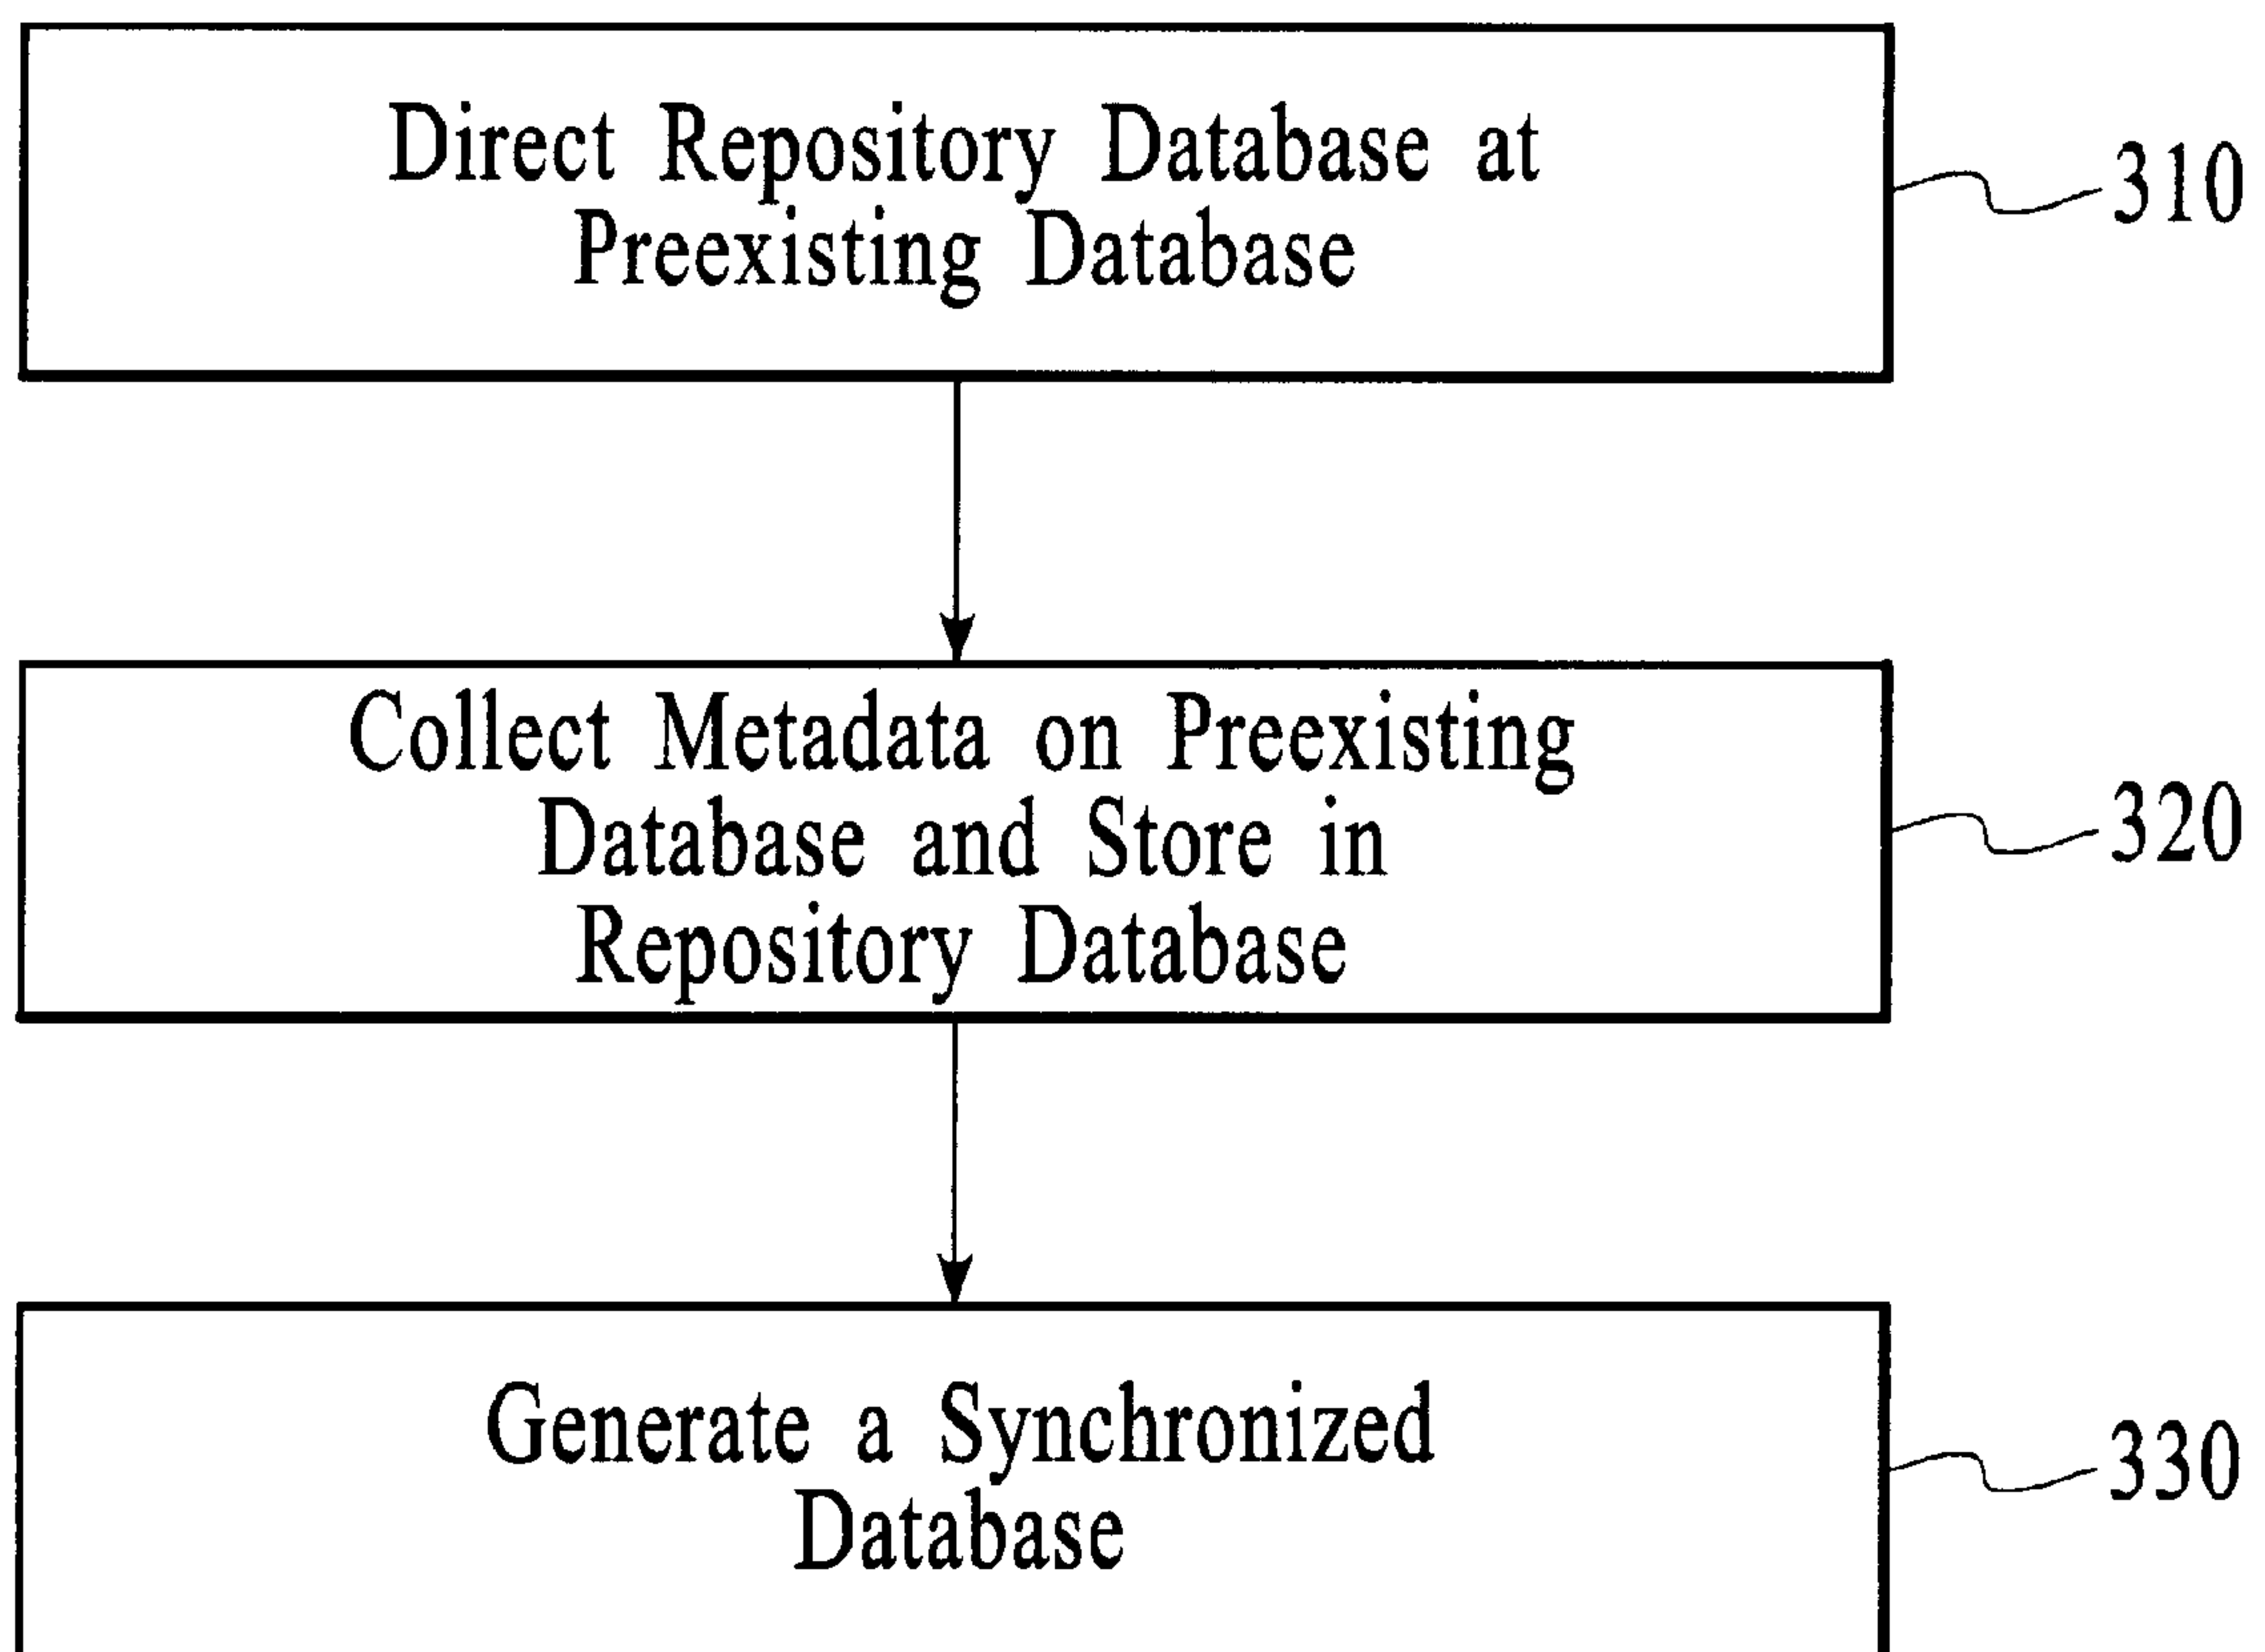 Direct Repository Database at
Preexisting Database
310
Collect Metadata on Preexisting
Database and Store in
Repository Database
320
Generate a Synchronized
Database
330